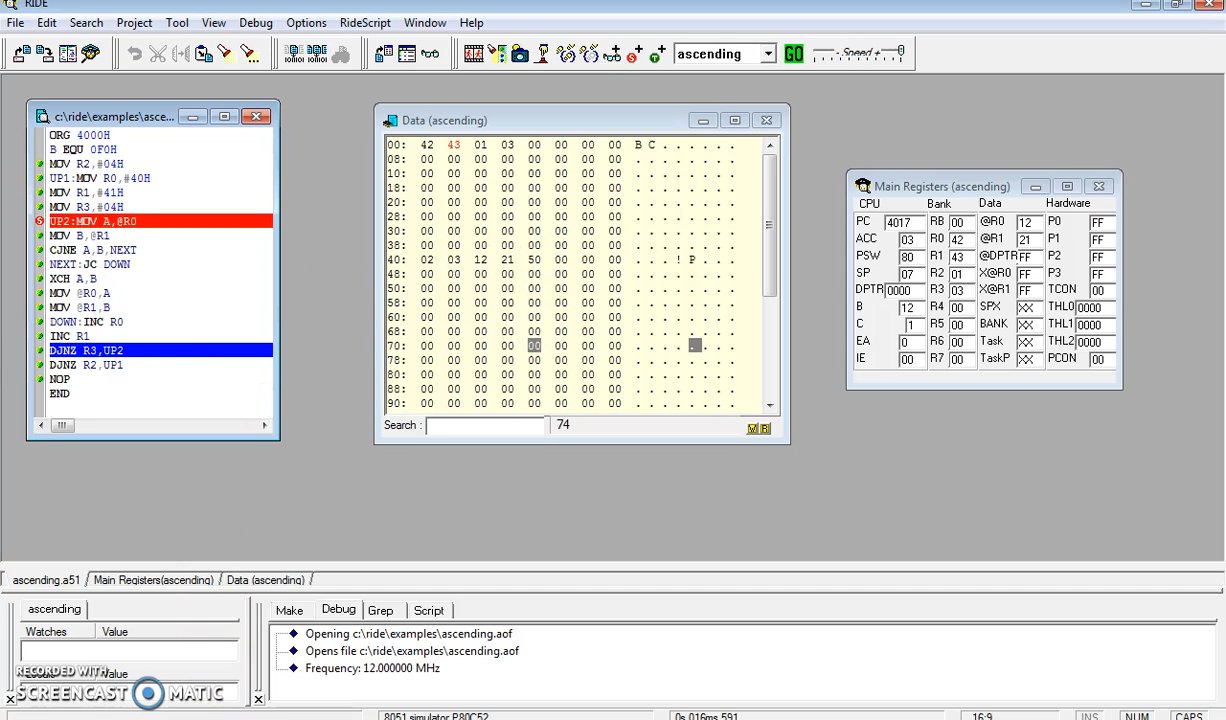 RIDE
File Edit Search Project Tool View Debug Options RideScript Window Help
ascending GO - Speed +
c:\ride\examples\asce...
ORG 4000H
B EQU 0F0H
MOV R2,#04H
UP1:MOV R0,#40H
MOV R1,#41H
MOV R3,#04H
UP2:MOV A,@R0
MOV B,@R1
CJNE A,B,NEXT
NEXT:JC DOWN
XCH A,B
MOV @R0,A
MOV @R1,B
DOWN:INC R0
INC R1
DJNZ R3,UP2
DJNZ R2,UP1
NOP
END
Data (ascending)
00: 42 43 01 03 00 00 00 00 B C . . . . . .
08: 00 00 00 00 00 00 00 00 . . . . . . . .
10: 00 00 00 00 00 00 00 00 . . . . . . . .
18: 00 00 00 00 00 00 00 00 . . . . . . . .
20: 00 00 00 00 00 00 00 00 . . . . . . . .
28: 00 00 00 00 00 00 00 00 . . . . . . . .
30: 00 00 00 00 00 00 00 00 . . . . . . . .
38: 00 00 00 00 00 00 00 00 . . . . . . . .
40: 02 03 12 21 50 00 00 00 . . . ! P . . .
48: 00 00 00 00 00 00 00 00 . . . . . . . .
50: 00 00 00 00 00 00 00 00 . . . . . . . .
58: 00 00 00 00 00 00 00 00 . . . . . . . .
60: 00 00 00 00 00 00 00 00 . . . . . . . .
68: 00 00 00 00 00 00 00 00 . . . . . . . .
70: 00 00 00 00 00 00 00 00 . . . . . . . .
78: 00 00 00 00 00 00 00 00 . . . . . . . .
80: 00 00 00 00 00 00 00 00 . . . . . . . .
88: 00 00 00 00 00 00 00 00 . . . . . . . .
90: 00 00 00 00 00 00 00 00 . . . . . . . .
Search : 74 W B
Main Registers (ascending)
CPU Bank Data Hardware
PC 4017 RB 00 @R0 12 P0 FF
ACC 03 R0 42 @R1 21 P1 FF
PSW 80 R1 43 @DPTR FF P2 FF
SP 07 R2 01 X@R0 FF P3 FF
DPTR 0000 R3 03 X@R1 FF TCON 00
B 12 R4 00 SPX XX THL0 0000
C 1 R5 00 BANK XX THL1 0000
EA 0 R6 00 Task XX THL2 0000
IE 00 R7 00 TaskP XX PCON 00
ascending.a51 Main Registers(ascending) Data (ascending)
ascending
Watches Value
Locals Value
RECORDED WITH
SCREENCAST MATIC
Make Debug Grep Script
Opening c:\ride\examples\ascending.aof
Opens file c:\ride\examples\ascending.aof
Frequency: 12.000000 MHz
8051 simulator P80C52 0s 016ms 591 16:9 INS NUM CAPS